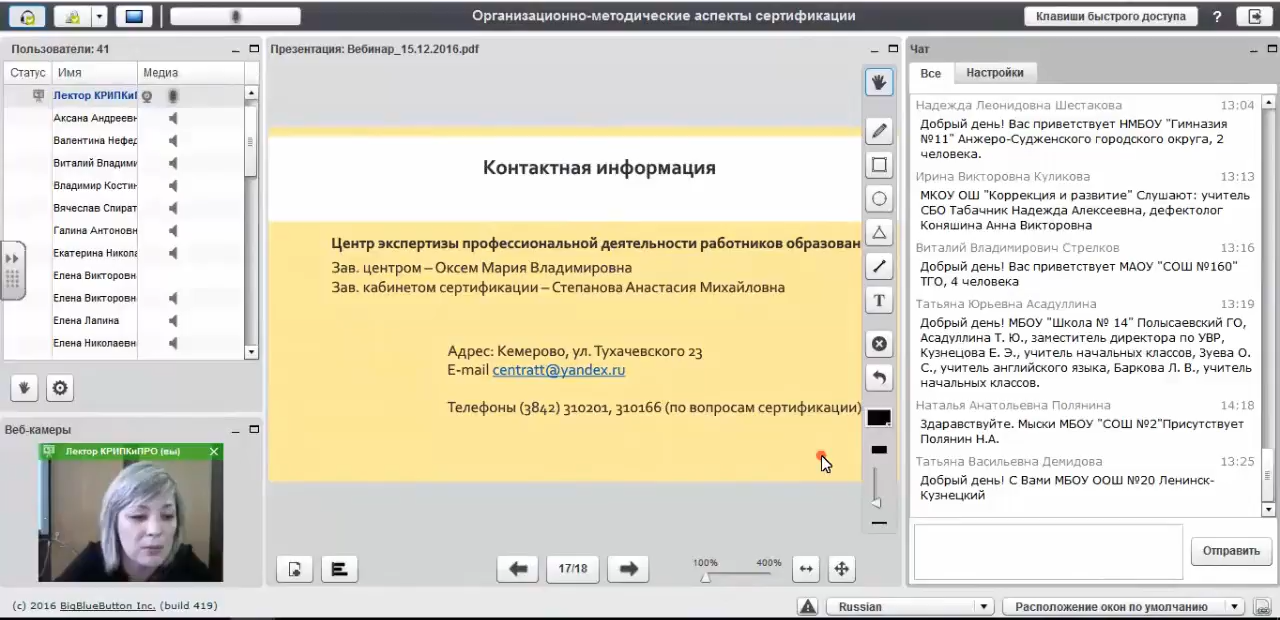 Организационно-методические аспекты сертификации
Клавиши быстрого доступа
?
Пользователи: 41
Статус Имя Медиа
Лектор КРИПКиП
Аксана Андреевн
Валентина Нефед
Виталий Владими
Владимир Костин
Вячеслав Спират
Галина Антоновн
Екатерина Никола
Елена Викторовн
Елена Викторовн
Елена Лапина
Елена Николаевн
Веб-камеры
Лектор КРИПКиПРО (вы)
Презентация: Вебинар_15.12.2016.pdf
Контактная информация
Центр экспертизы профессиональной деятельности работников образован
Зав. центром – Оксем Мария Владимировна
Зав. кабинетом сертификации – Степанова Анастасия Михайловна
Адрес: Кемерово, ул. Тухачевского 23
E-mail centratt@yandex.ru
Телефоны (3842) 310201, 310166 (по вопросам сертификации)
T
17/18
100% 400%
Чат
Все Настройки
Надежда Леонидовна Шестакова 13:04
Добрый день! Вас приветствует НМБОУ "Гимназия
№11" Анжеро-Судженского городского округа, 2
человека.
Ирина Викторовна Куликова 13:13
МКОУ ОШ "Коррекция и развитие" Слушают: учитель
СБО Табачник Надежда Алексеевна, дефектолог
Коняшина Анна Викторовна
Виталий Владимирович Стрелков 13:16
Добрый день! Вас приветствует МАОУ "СОШ №160"
ТГО, 4 человека
Татьяна Юрьевна Асадуллина 13:19
Добрый день! МБОУ "Школа № 14" Полысаевский ГО,
Асадуллина Т. Ю., заместитель директора по УВР,
Кузнецова Е. Э., учитель начальных классов, Зуева О.
С., учитель английского языка, Баркова Л. В., учитель
начальных классов.
Наталья Анатольевна Полянина 14:18
Здравствуйте. Мыски МБОУ "СОШ №2"Присутствует
Полянин Н.А.
Татьяна Васильевна Демидова 13:25
Добрый день! С Вами МБОУ ООШ №20 Ленинск-
Кузнецкий
Отправить
(c) 2016 BigBlueButton Inc. (build 419)
Russian
Расположение окон по умолчанию